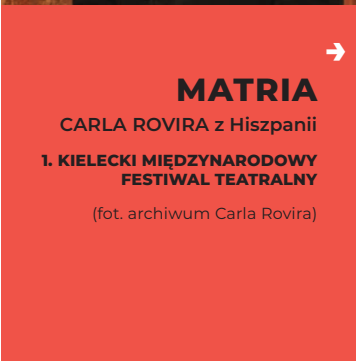 MATRIA
CARLA ROVIRA z Hiszpanii
1. KIELECKI MIĘDZYNARODOWY
FESTIWAL TEATRALNY
(fot. archiwum Carla Rovira)